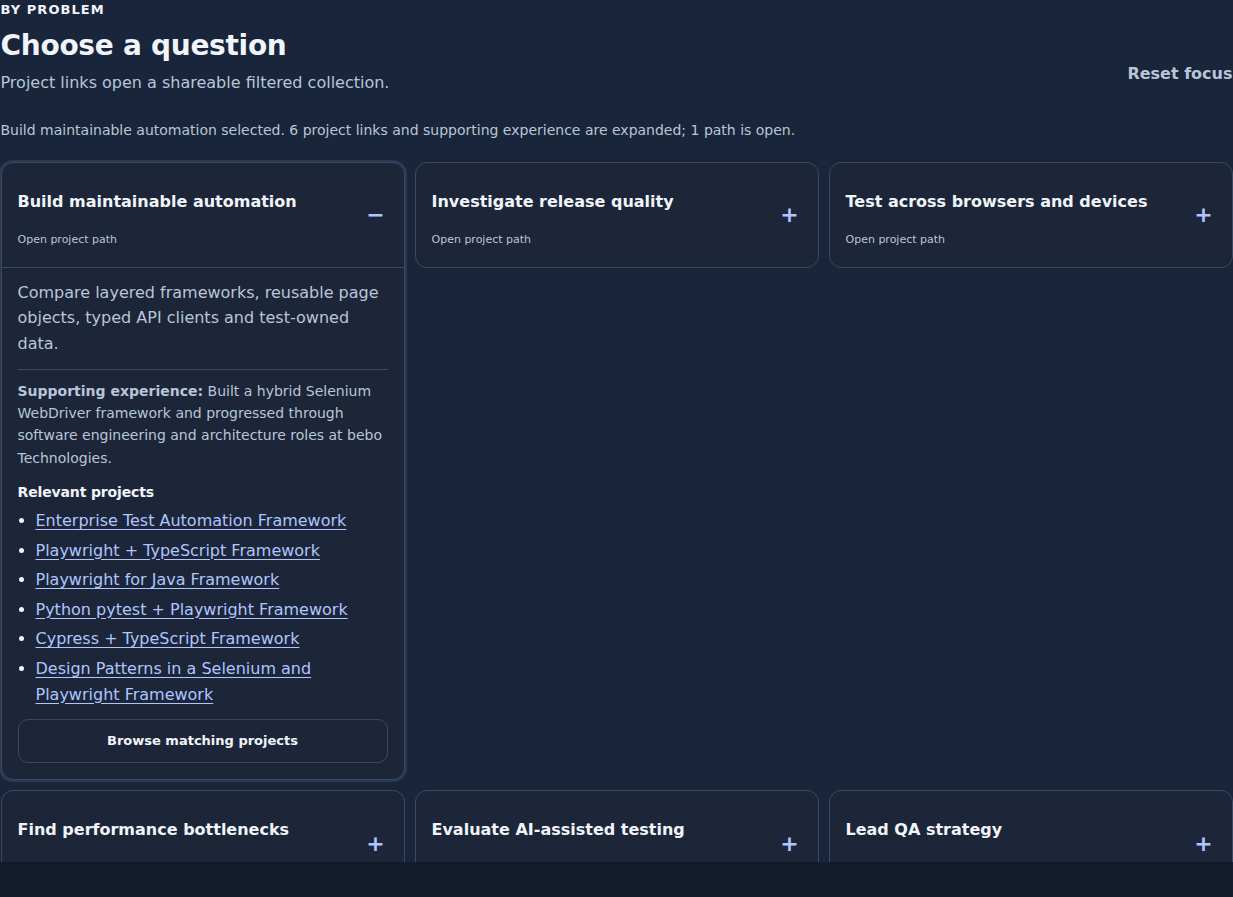 BY PROBLEM
Choose a question
Project links open a shareable filtered collection.
Reset focus
Build maintainable automation selected. 6 project links and supporting experience are expanded; 1 path is open.
Build maintainable automation
−
Open project path
Investigate release quality
+
Open project path
Test across browsers and devices
+
Open project path
Compare layered frameworks, reusable page
objects, typed API clients and test-owned
data.
Supporting experience: Built a hybrid Selenium
WebDriver framework and progressed through
software engineering and architecture roles at bebo
Technologies.
Relevant projects
• Enterprise Test Automation Framework
• Playwright + TypeScript Framework
• Playwright for Java Framework
• Python pytest + Playwright Framework
• Cypress + TypeScript Framework
• Design Patterns in a Selenium and
Playwright Framework
Browse matching projects
Find performance bottlenecks
+
Evaluate AI-assisted testing
+
Lead QA strategy
+